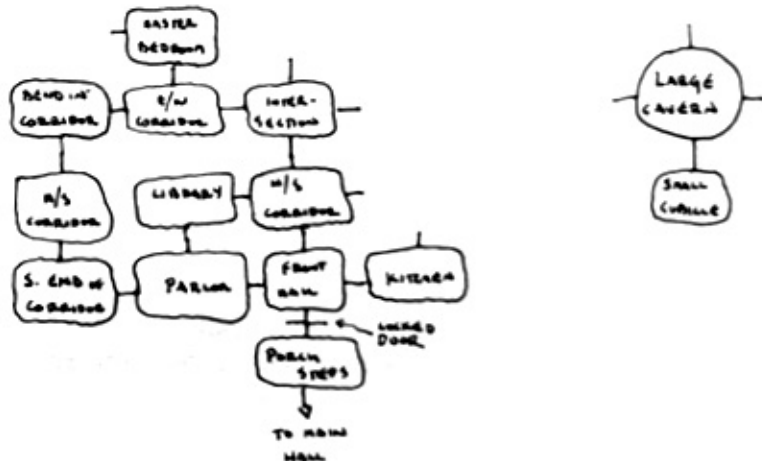 MASTER
BEDROOM
BEND IN
CORRIDOR
E/W
CORRIDOR
INTER-
SECTION
LARGE
CAVERN
N/S
CORRIDOR
LIBRARY
N/S
CORRIDOR
SMALL
CUBICLE
S. END OF
CORRIDOR
PARLOR
FRONT
HALL
KITCHEN
LOCKED
DOOR
PORCH
STEPS
TO MAIN
HALL